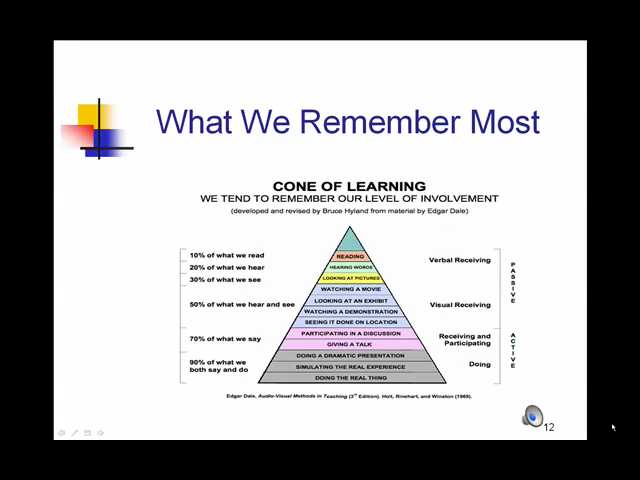 What We Remember Most
CONE OF LEARNING
WE TEND TO REMEMBER OUR LEVEL OF INVOLVEMENT
(developed and revised by Bruce Hyland from material by Edgar Dale)
10% of what we read
20% of what we hear
30% of what we see
50% of what we hear and see
70% of what we say
90% of what we
both say and do
READING
HEARING WORDS
LOOKING AT PICTURES
WATCHING A MOVIE
LOOKING AT AN EXHIBIT
WATCHING A DEMONSTRATION
SEEING IT DONE ON LOCATION
PARTICIPATING IN A DISCUSSION
GIVING A TALK
DOING A DRAMATIC PRESENTATION
SIMULATING THE REAL EXPERIENCE
DOING THE REAL THING
Verbal Receiving
Visual Receiving
Receiving and
Participating
Doing
PASSIVE
ACTIVE
Edgar Dale, Audio-Visual Methods in Teaching (3rd Edition). Holt, Rinehart, and Winston (1969).
12